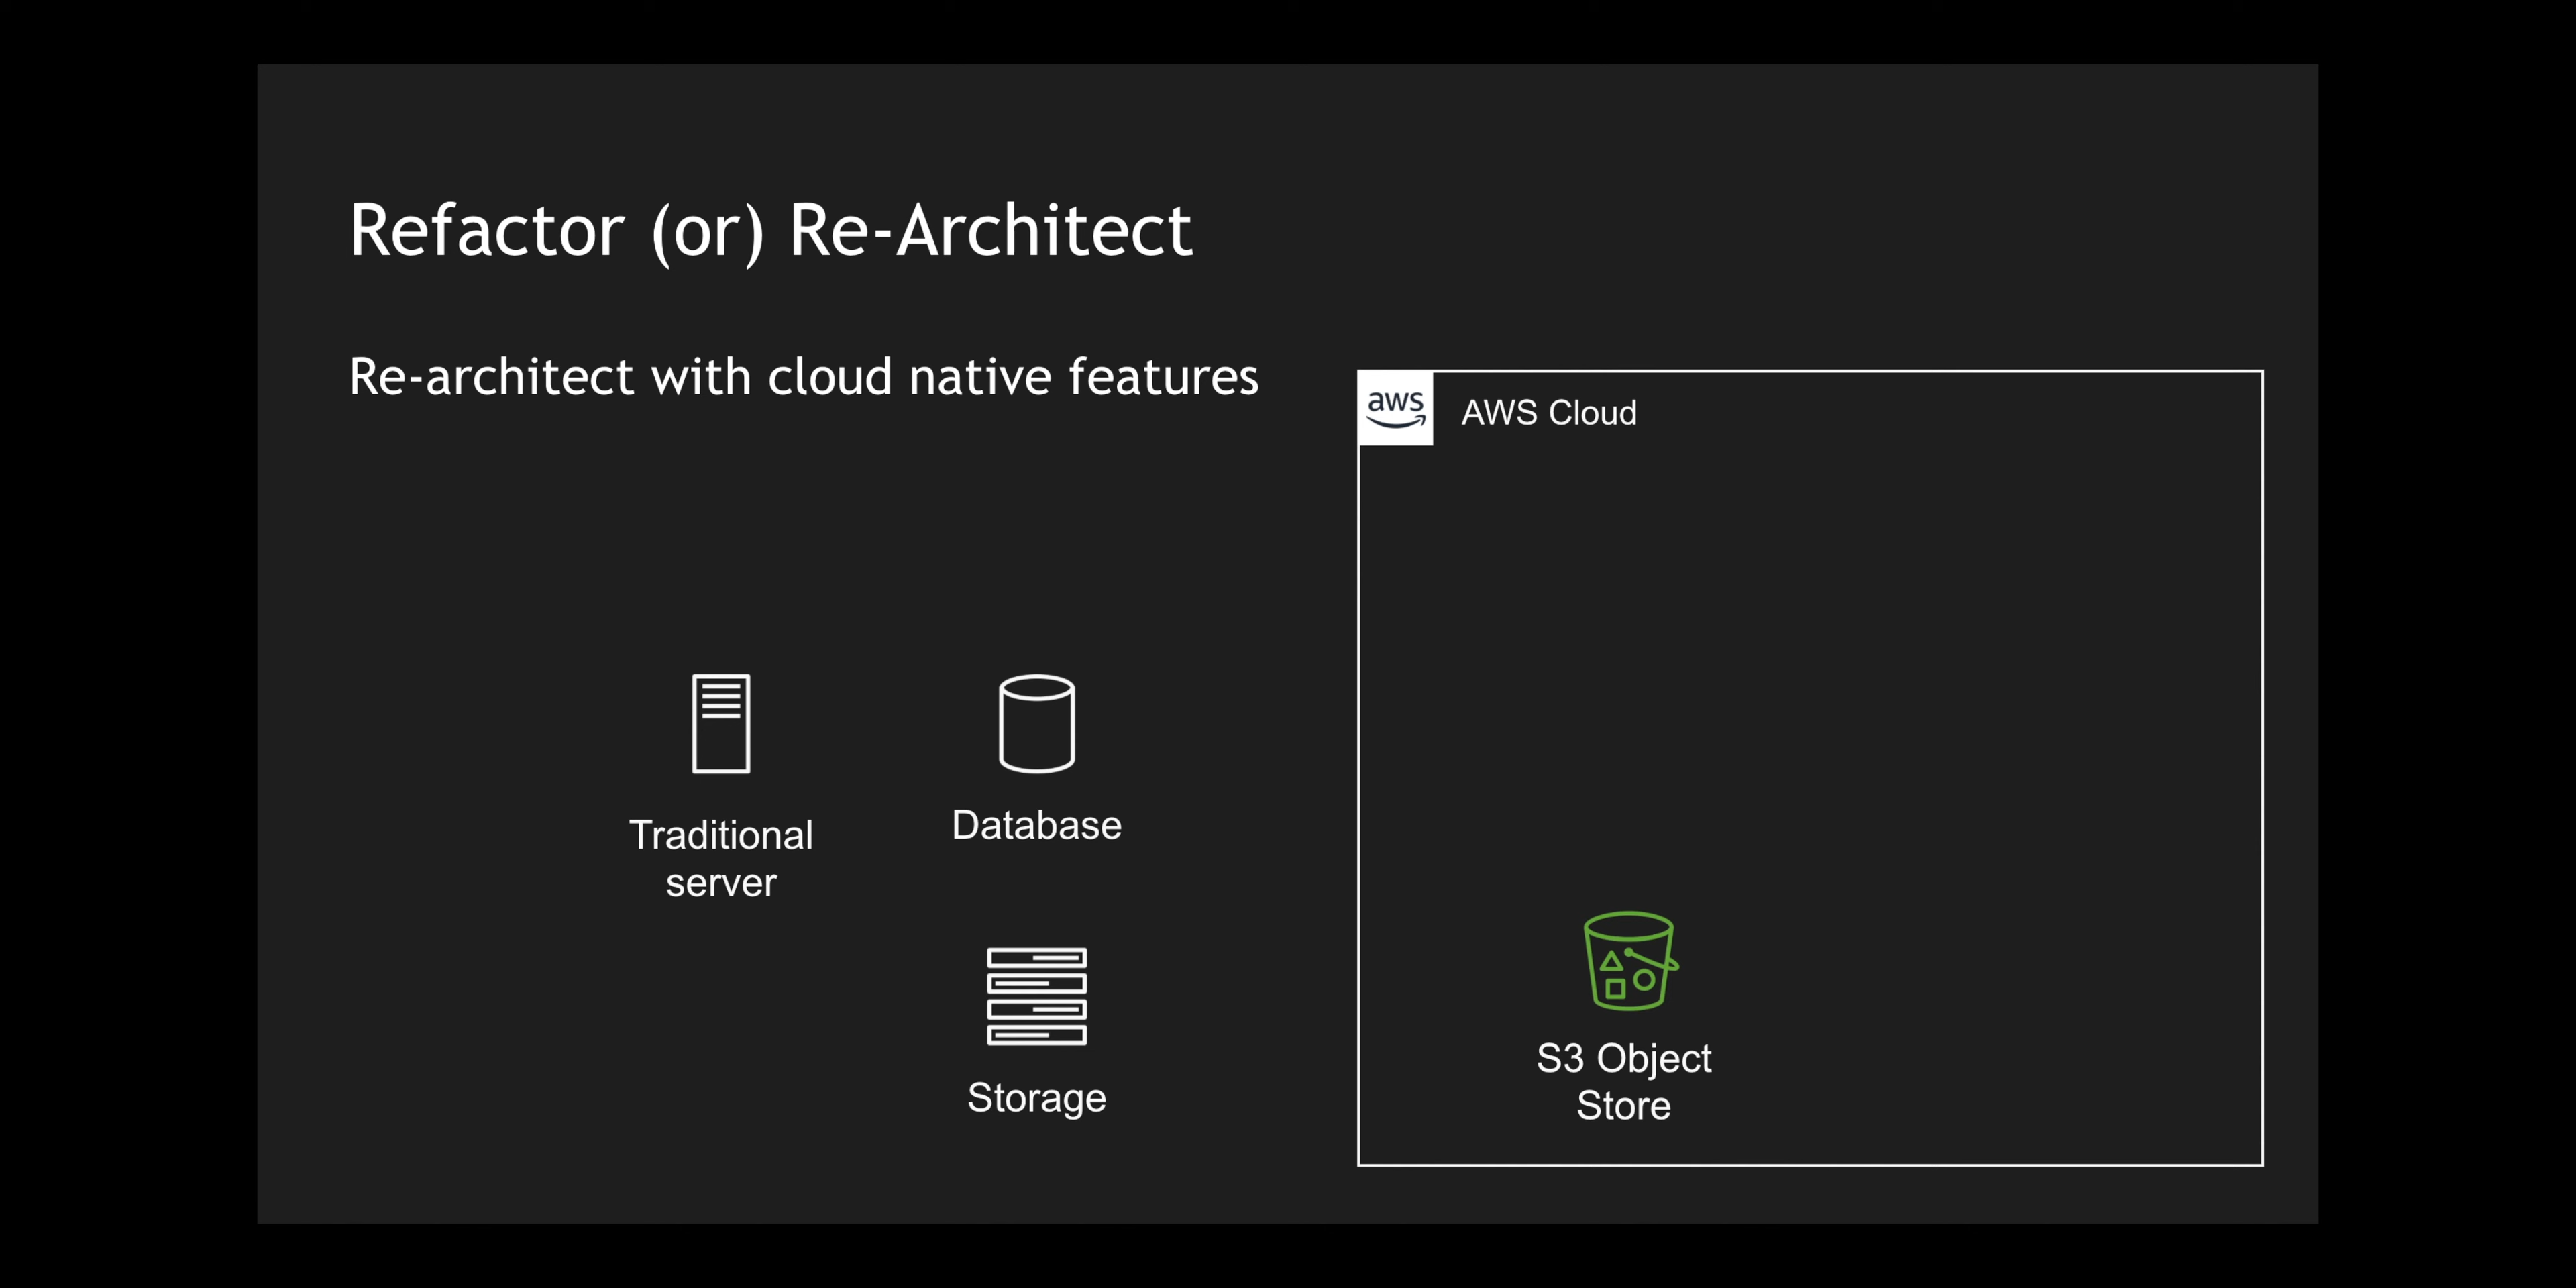 Refactor (or) Re-Architect
Re-architect with cloud native features
aws
AWS Cloud
Traditional
server
Database
Storage
S3 Object
Store